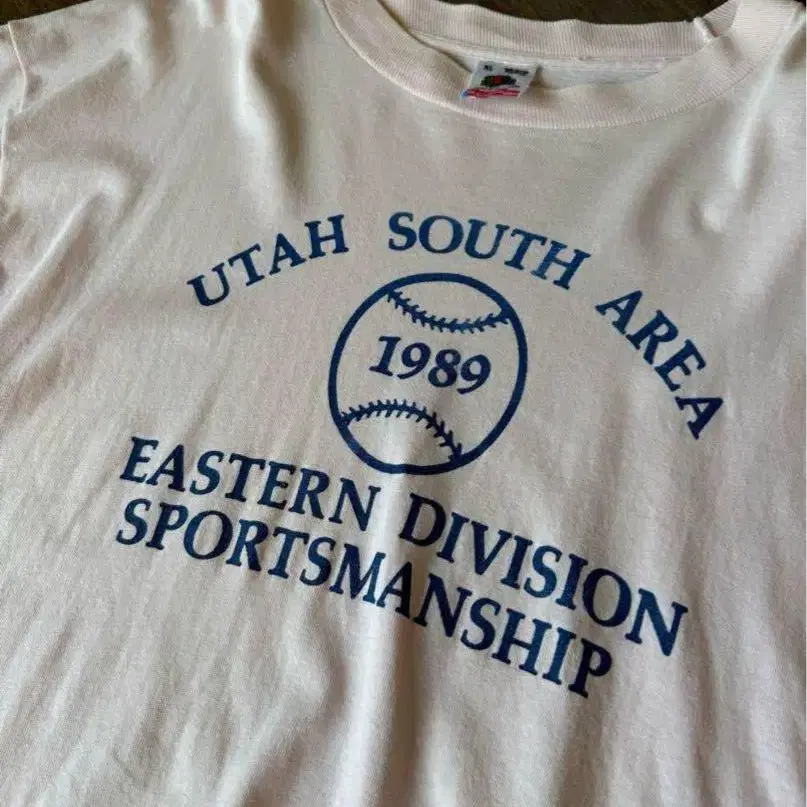 UTAH SOUTH AREA
1989
EASTERN DIVISION
SPORTSMANSHIP